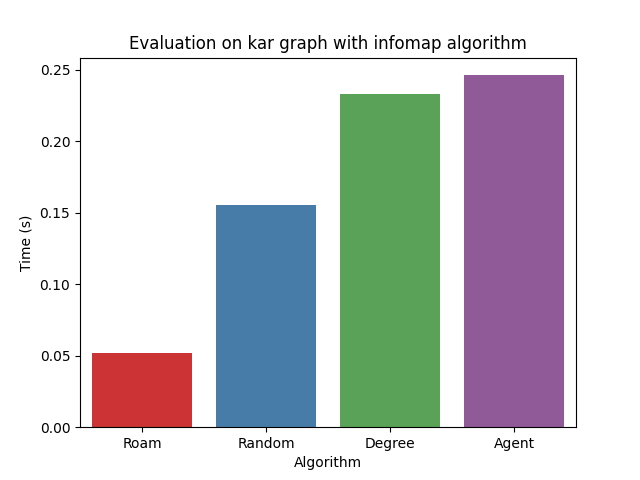 Evaluation on kar graph with infomap algorithm
0.25
0.20
0.15
0.10
0.05
0.00
Time (s)
Roam Random Degree Agent
Algorithm